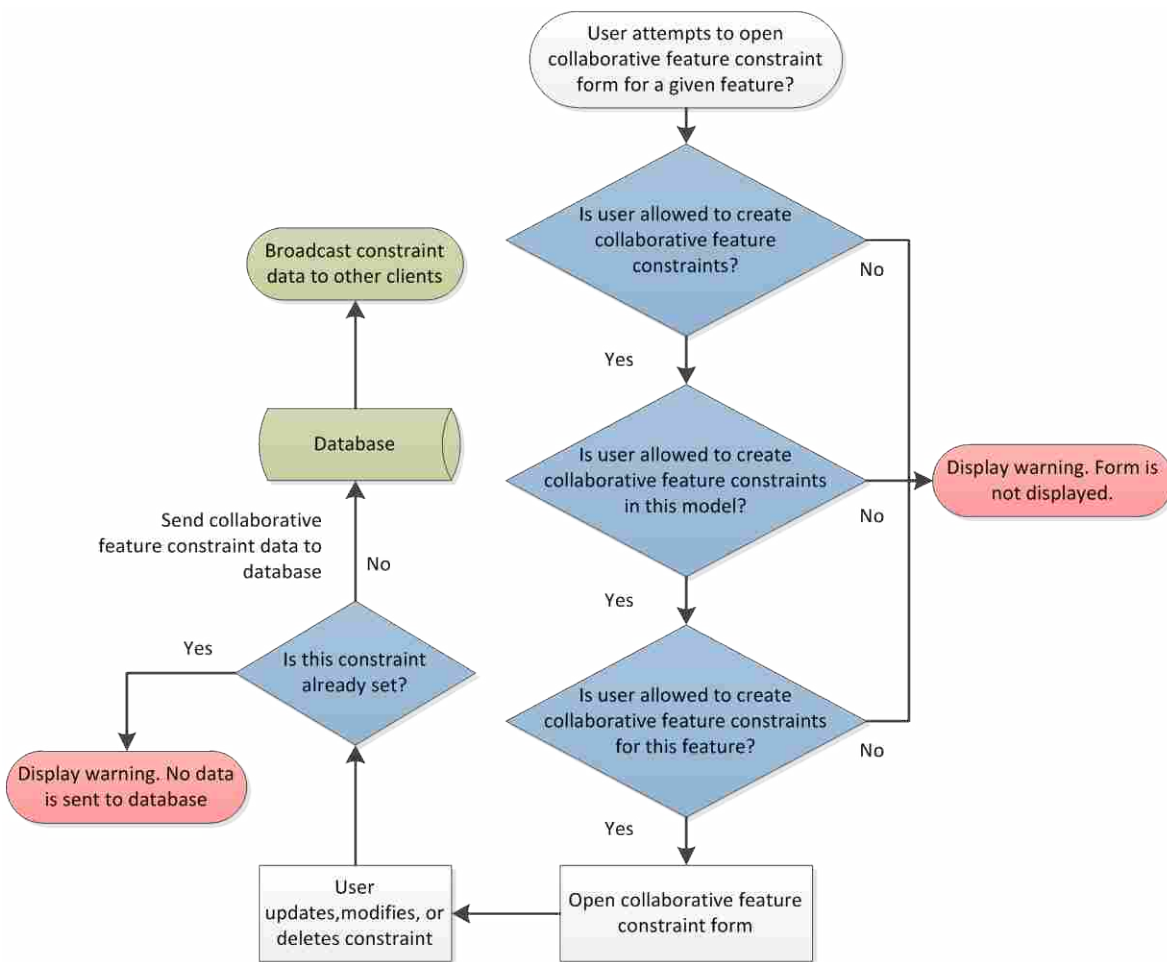 User attempts to open
collaborative feature constraint
form for a given feature?
Is user allowed to create
collaborative feature
constraints?
No
Yes
Is user allowed to create
collaborative feature constraints
in this model?
No
Display warning. Form is
not displayed.
Yes
Is user allowed to create
collaborative feature constraints
for this feature?
No
Yes
Open collaborative feature
constraint form
User
updates,modifies, or
deletes constraint
Is this constraint
already set?
Yes
Display warning. No data
is sent to database
No
Send collaborative
feature constraint data to
database
Database
Broadcast constraint
data to other clients